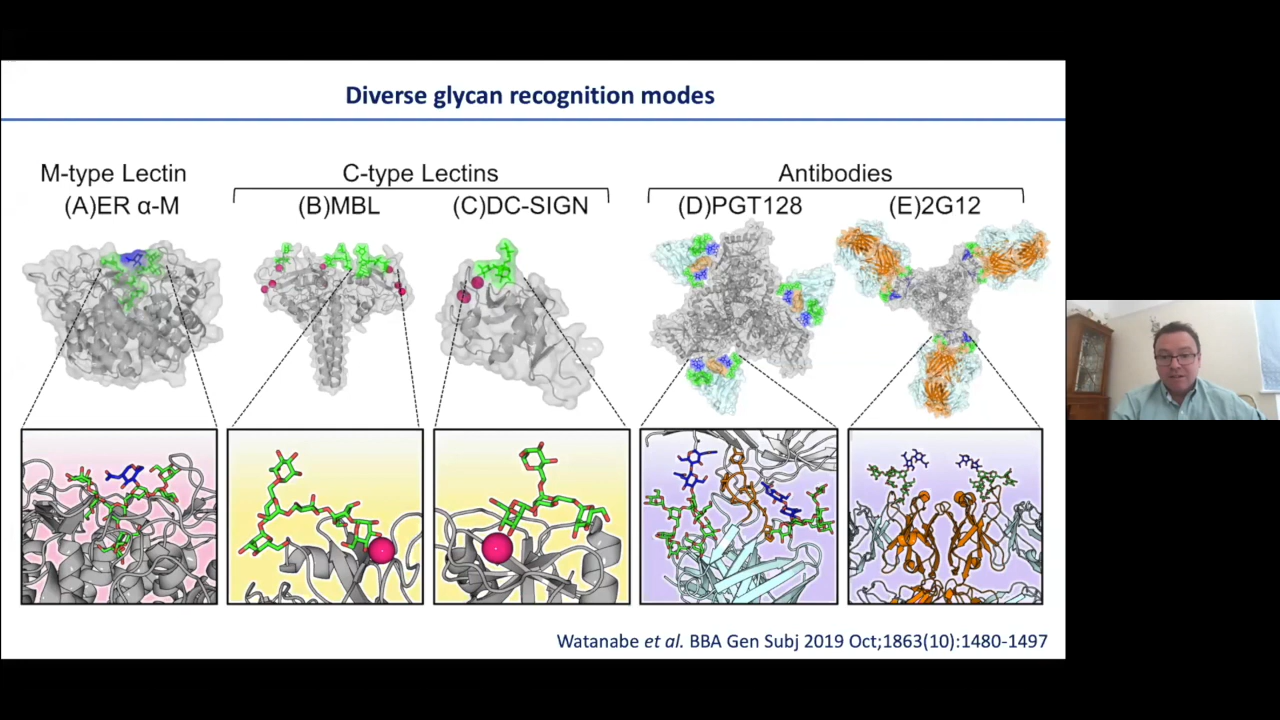 Diverse glycan recognition modes
M-type Lectin
C-type Lectins
Antibodies
(A)ER α-M
(B)MBL
(C)DC-SIGN
(D)PGT128
(E)2G12
Watanabe et al. BBA Gen Subj 2019 Oct;1863(10):1480-1497